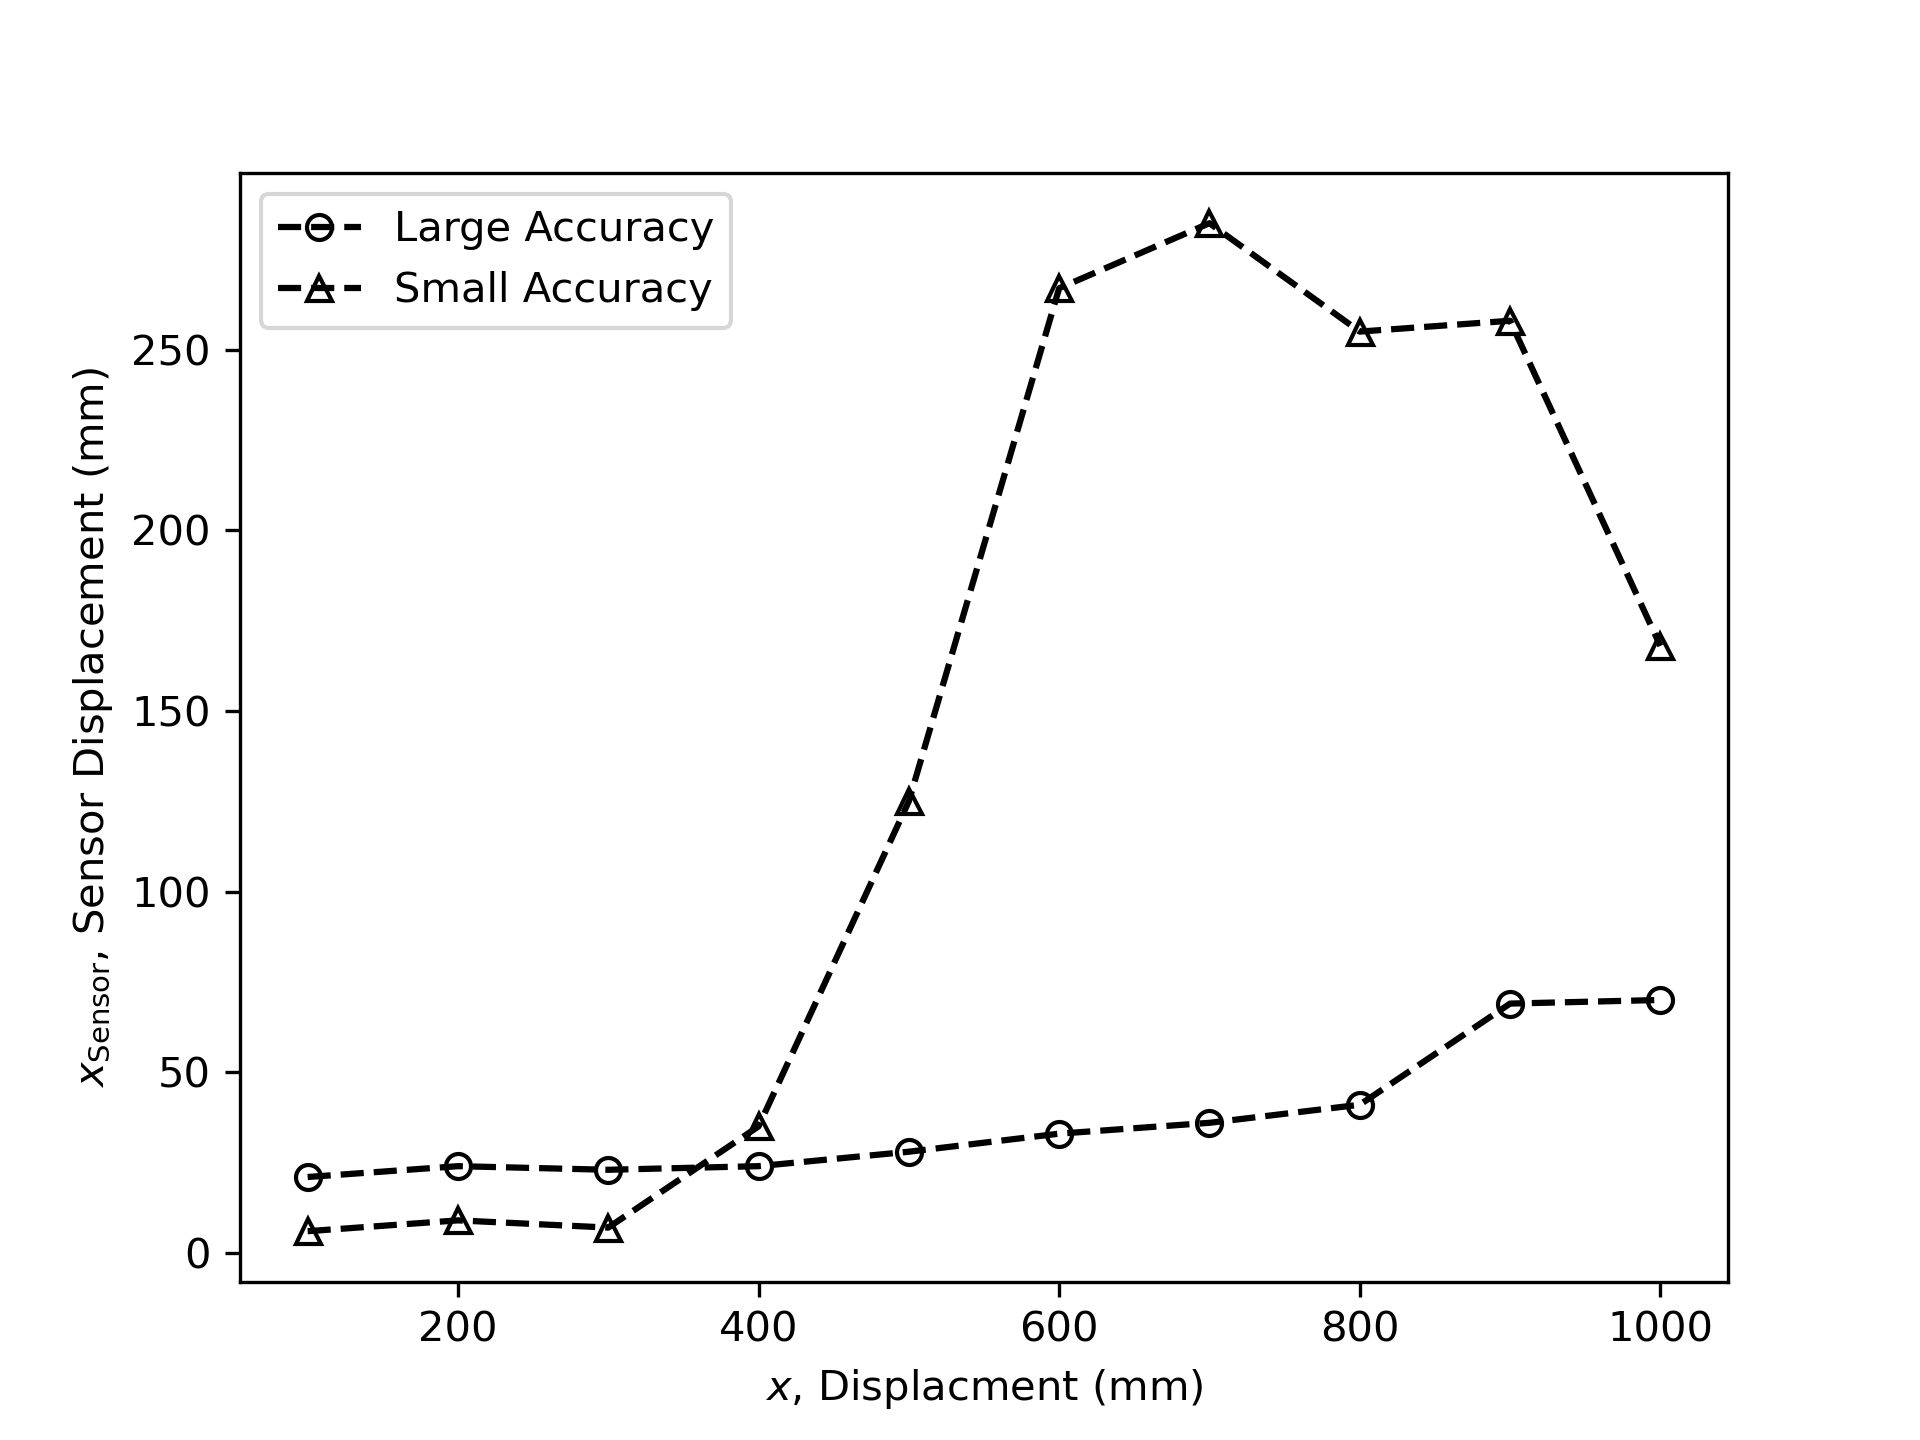 Large Accuracy
Small Accuracy
250
200
150
100
50
0
xSensor, Sensor Displacement (mm)
200 400 600 800 1000
x, Displacment (mm)